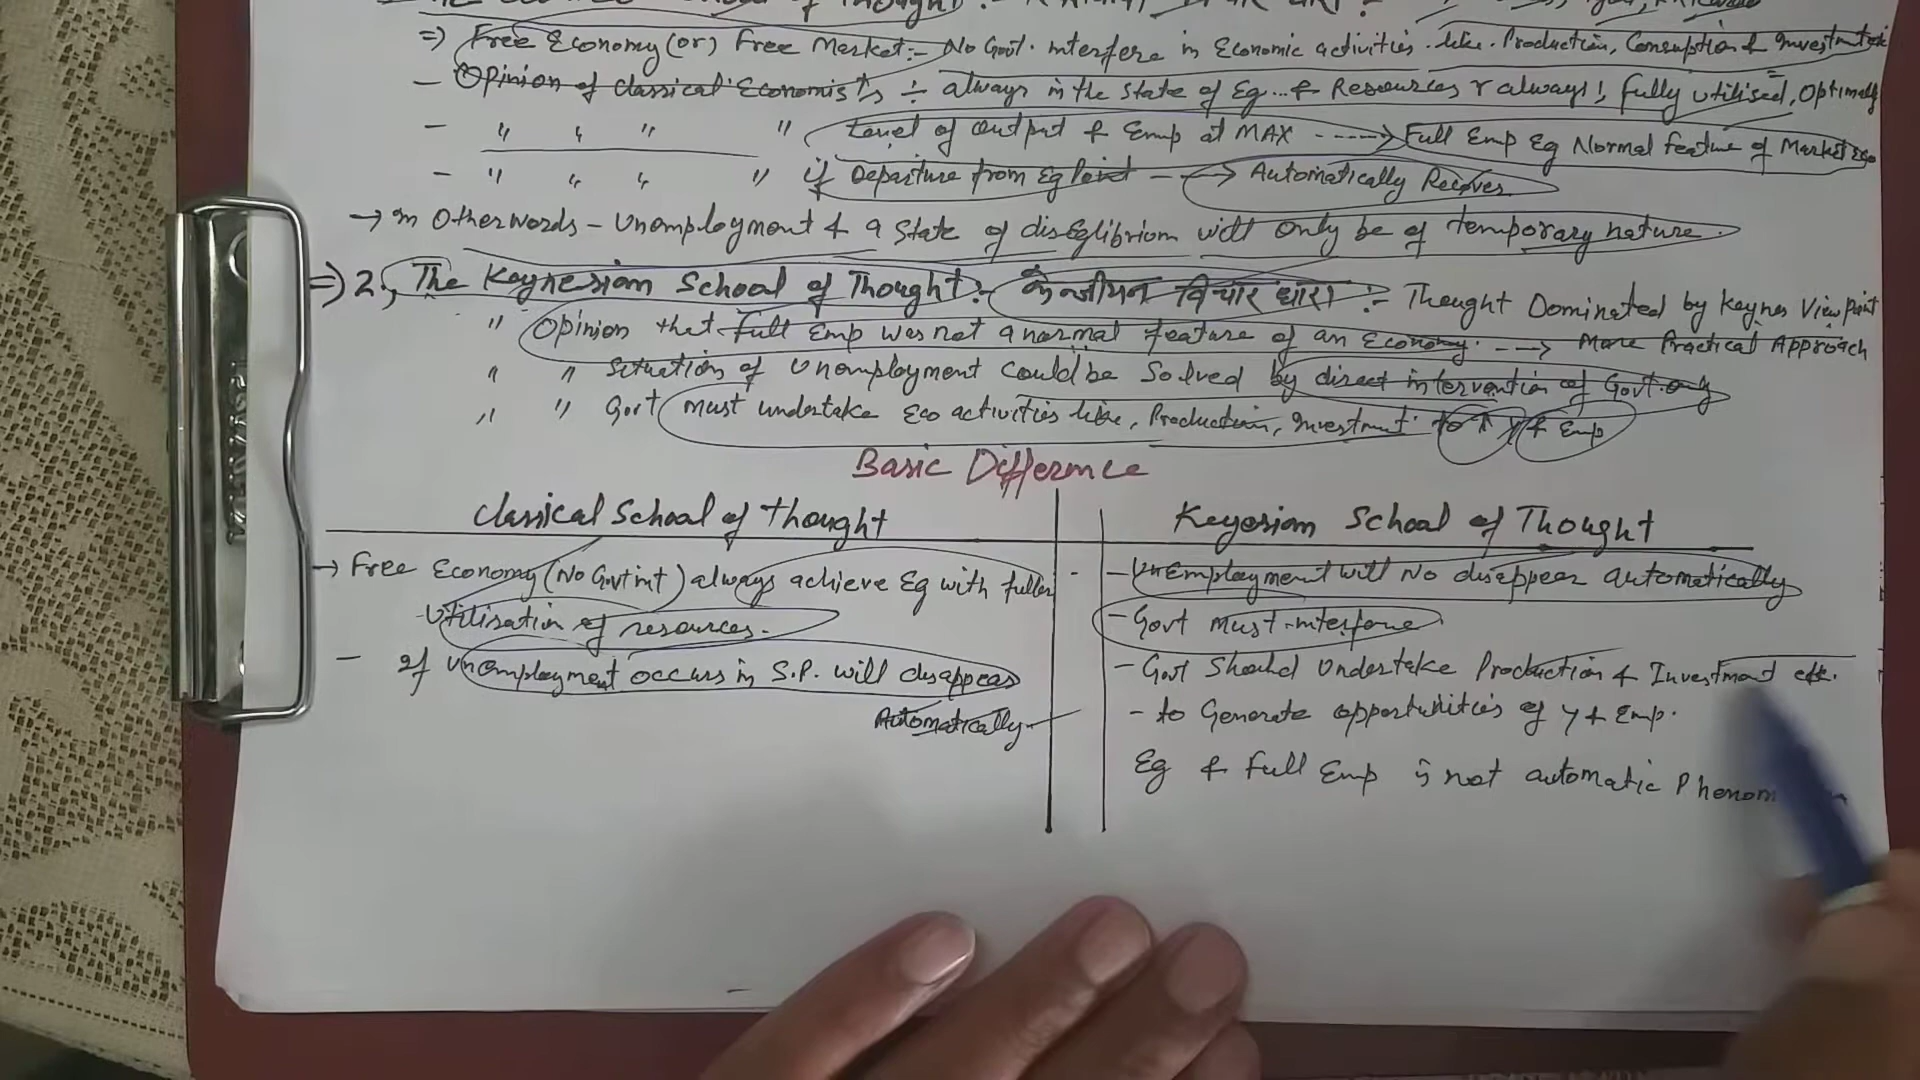 School of Thought :-
=> Free Economy (or) Free Market:- No Govt. interfere in Economic activities. like. Production, Consuption & Investment
- Opinion of Classical Economists ÷ always in the State of Eq... & Resources r always! fully utilised, Optimally
- " " " " Level of Output & Emp at MAX -----> Full Emp Eq Normal feature of Market Eco
- " " " " if Departure from Eq Point ---> Automatically Recover
→ In Otherwords - Unemployment & a State of disEqlibrium will only be of temporary nature.
=> 2, The Keynesian School of Thought:- केन्जीयन विचार धारा :- Thought Dominated by Keynes View point
" Opinion that full Emp was not a normal feature of an Economy. ---> More Practical Approach
" " Situation of Unemployment Could be Solved by direct intervention of Govt. only
" " Govt must undertake Eco activities like, Production, Investment. to ↑ y & Emp
Basic Difference
Classical School of thought
Keyesian School of Thought
→ Free Economy (No Govt int) always achieve Eq with fuller
Utilisation of resources.
- If Unemployment occurs in S.P. will disappear
Automatically
- UnEmployment will No disappear automatically
- Govt must interfere
- Govt Should Undertake Production & Investment etc.
- to Generate opportunities of y & Emp.
Eq & full Emp is not automatic Phenom